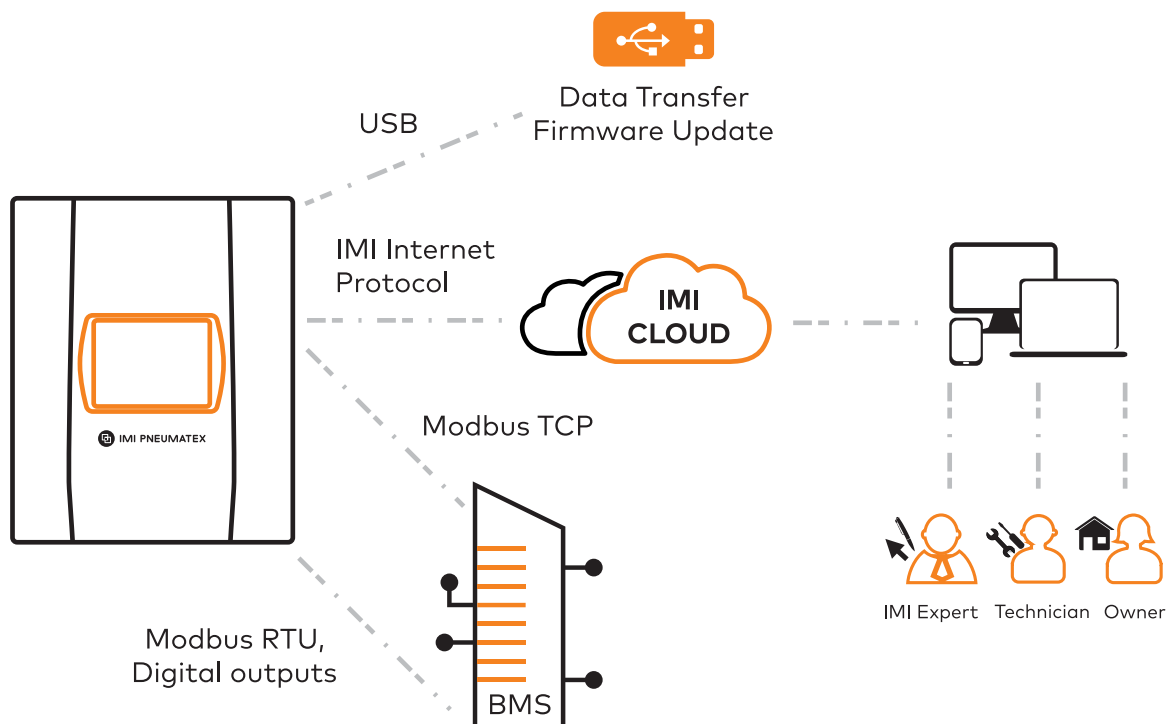 Data Transfer
Firmware Update
USB
IMI Internet
Protocol
IMI
CLOUD
IMI PNEUMATEX
Modbus TCP
Modbus RTU,
Digital outputs
BMS
IMI Expert
Technician
Owner